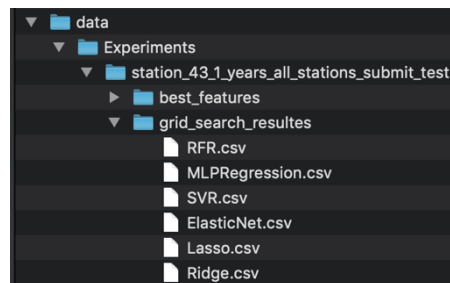 data
Experiments
station_43_1_years_all_stations_submit_test
best_features
grid_search_resultes
RFR.csv
MLPRegression.csv
SVR.csv
ElasticNet.csv
Lasso.csv
Ridge.csv